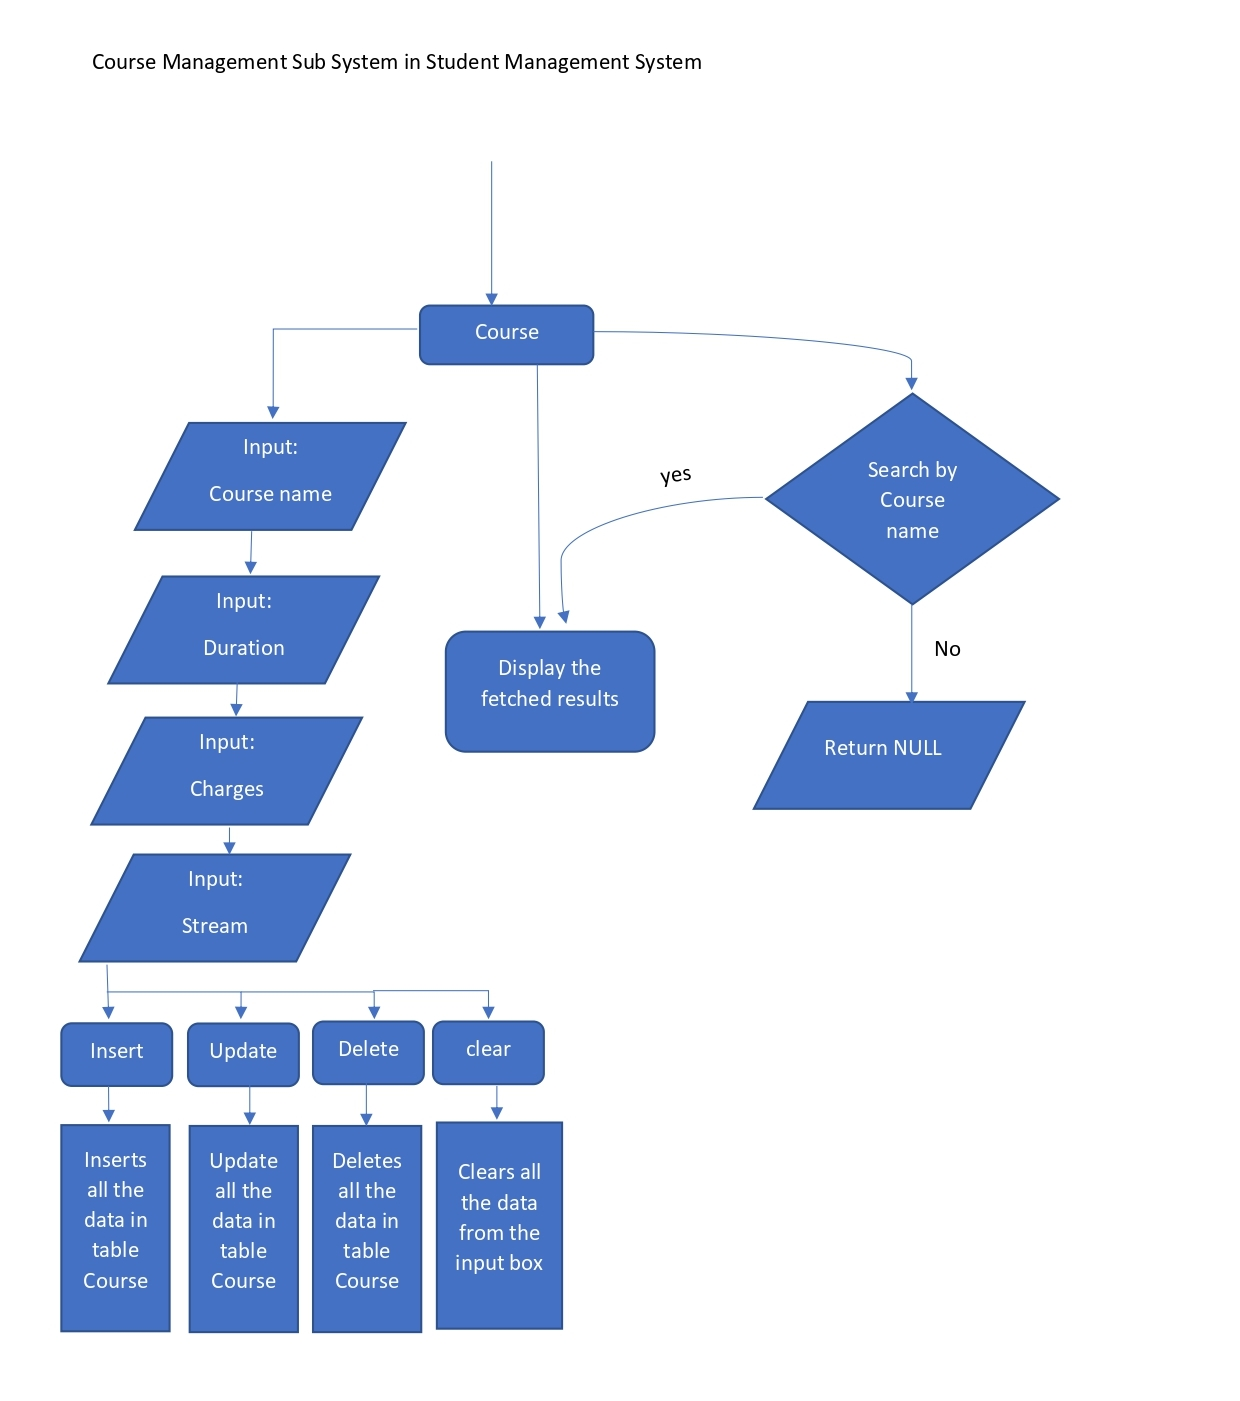 Course Management Sub System in Student Management System
Course
Input:
Course name
Search by
Course
name
yes
Input:
Duration
No
Display the
fetched results
Input:
Charges
Return NULL
Input:
Stream
Insert
Update
Delete
clear
Inserts
all the
data in
table
Course
Update
all the
data in
table
Course
Deletes
all the
data in
table
Course
Clears all
the data
from the
input box